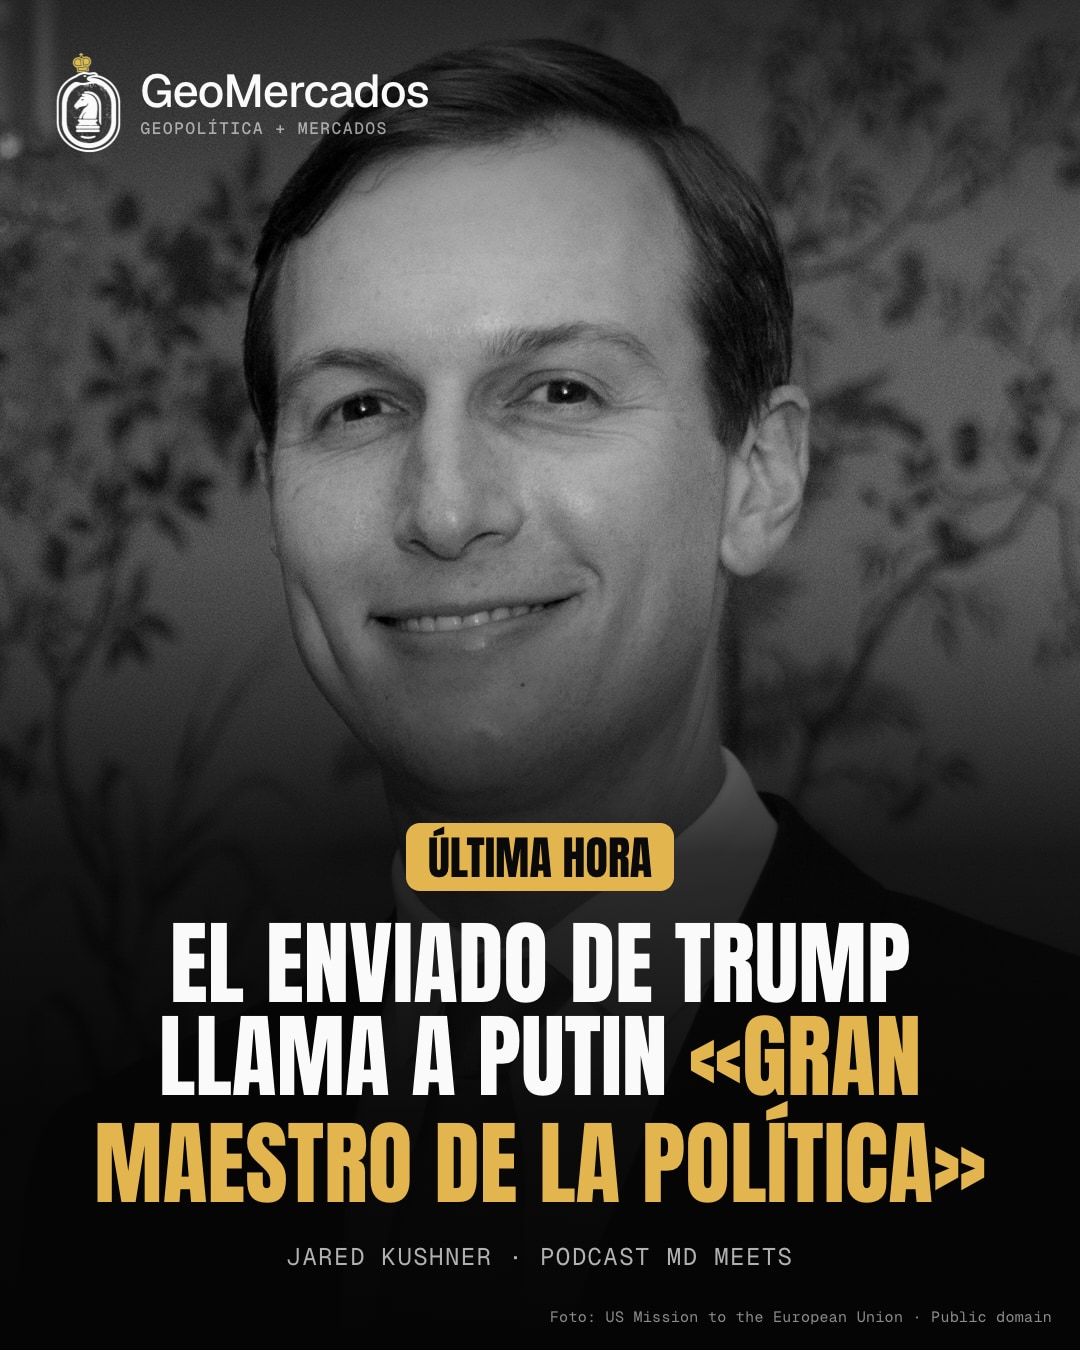 GeoMercados
GEOPOLÍTICA + MERCADOS
ÚLTIMA HORA
EL ENVIADO DE TRUMP
LLAMA A PUTIN «GRAN
MAESTRO DE LA POLÍTICA»
JARED KUSHNER · PODCAST MD MEETS
Foto: US Mission to the European Union · Public domain